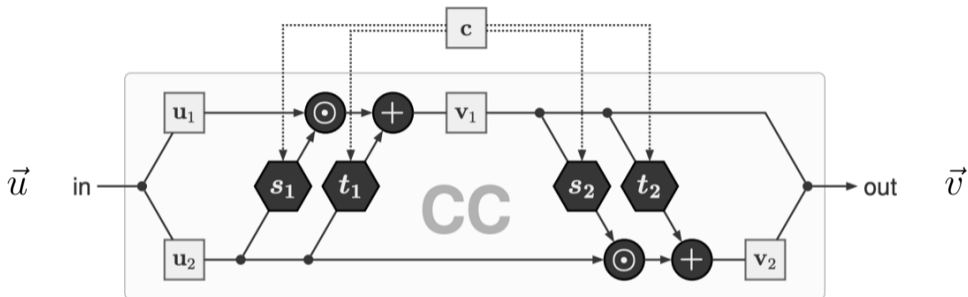 c
u₁ ⊙ + v₁
s₁ t₁ s₂ t₂
u⃗ in CC out v⃗
u₂ ⊙ + v₂